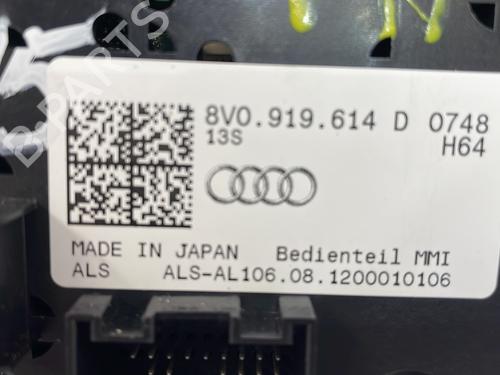 8V0.919.614 D 0748
13S H64
MADE IN JAPAN Bedienteil MMI
ALS ALS-AL106.08.1200010106